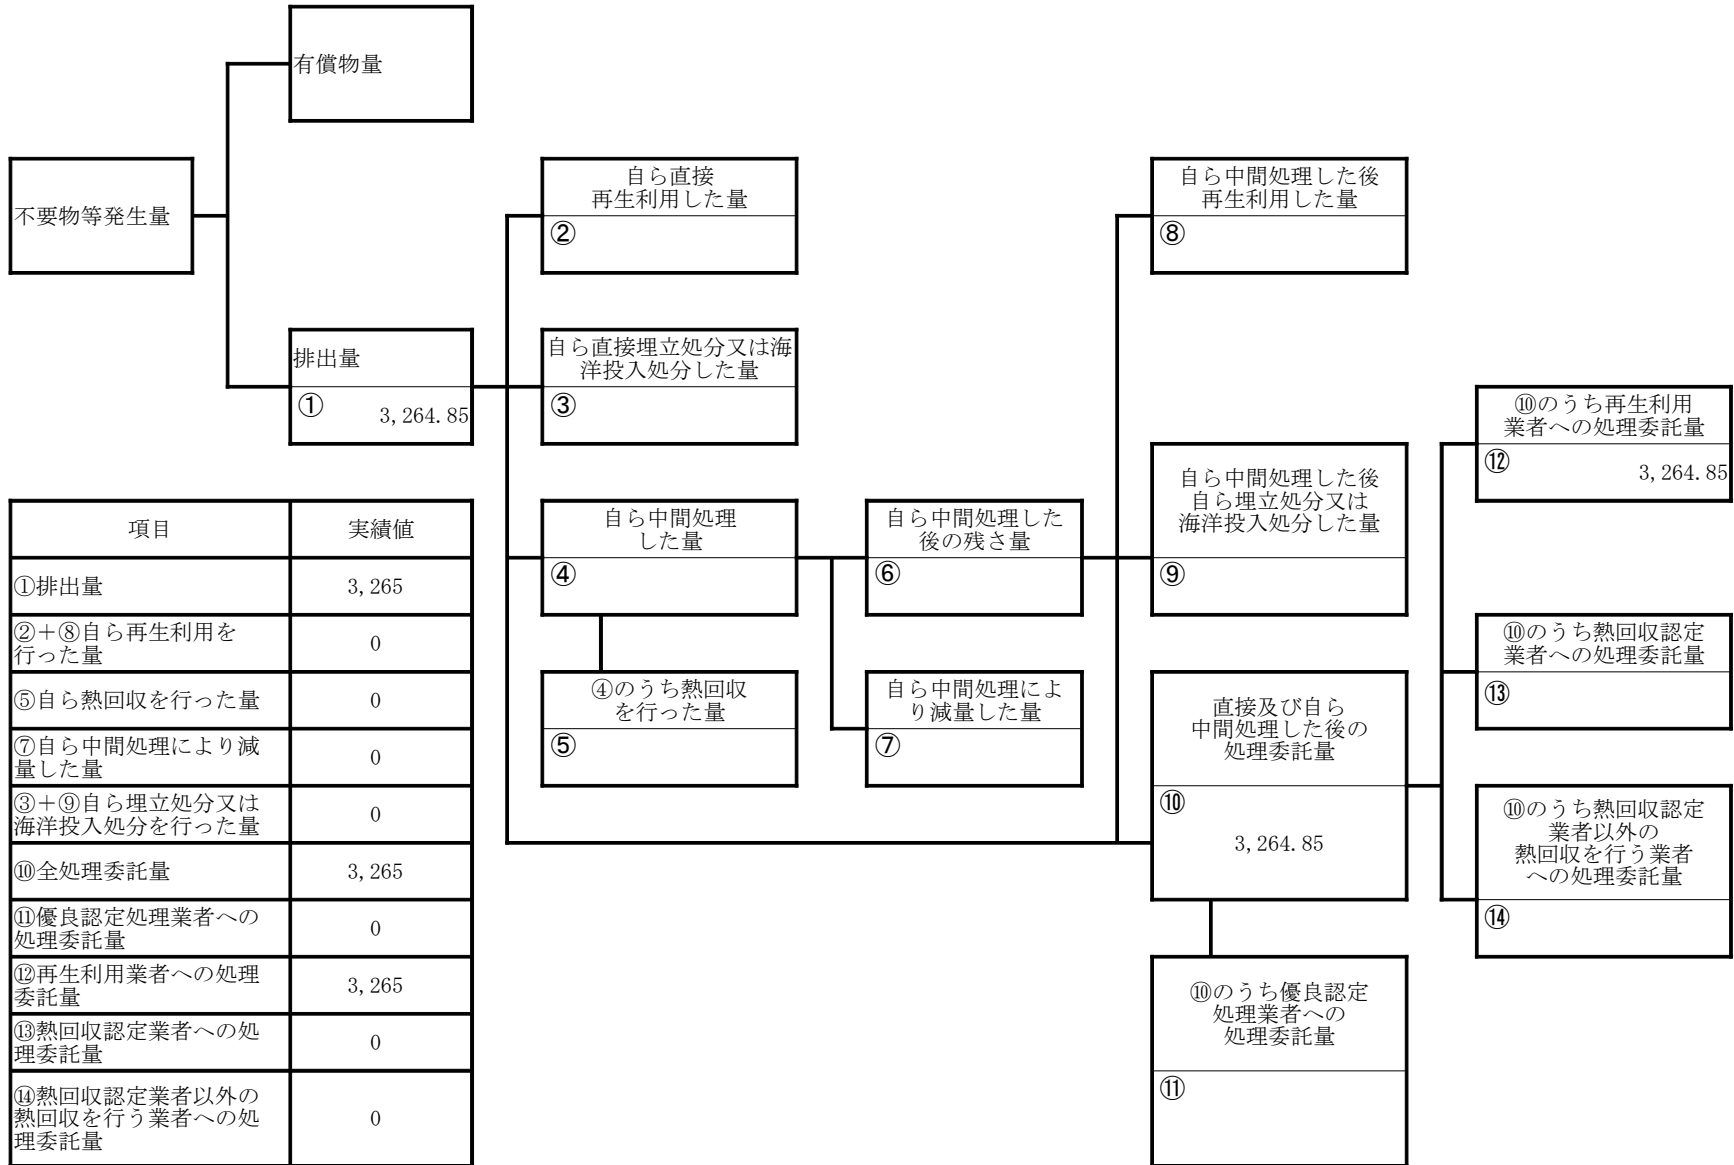 有償物量
不要物等発生量
自ら直接
再生利用した量
②
自ら中間処理した後
再生利用した量
⑧
排出量
① 3,264.85
自ら直接埋立処分又は海
洋投入処分した量
③
⑩のうち再生利用
業者への処理委託量
⑫ 3,264.85
自ら中間処理
した量
④
自ら中間処理した
後の残さ量
⑥
自ら中間処理した後
自ら埋立処分又は
海洋投入処分した量
⑨
④のうち熱回収
を行った量
⑤
自ら中間処理によ
り減量した量
⑦
直接及び自ら
中間処理した後の
処理委託量
⑩
3,264.85
⑩のうち熱回収認定
業者への処理委託量
⑬
⑩のうち熱回収認定
業者以外の
熱回収を行う業者
への処理委託量
⑭
⑩のうち優良認定
処理業者への
処理委託量
⑪
項目 実績値
①排出量 3,265
②+⑧自ら再生利用を
行った量 0
⑤自ら熱回収を行った量 0
⑦自ら中間処理により減
量した量 0
③+⑨自ら埋立処分又は
海洋投入処分を行った量 0
⑩全処理委託量 3,265
⑪優良認定処理業者への
処理委託量 0
⑫再生利用業者への処理
委託量 3,265
⑬熱回収認定業者への処
理委託量 0
⑭熱回収認定業者以外の
熱回収を行う業者への処
理委託量 0